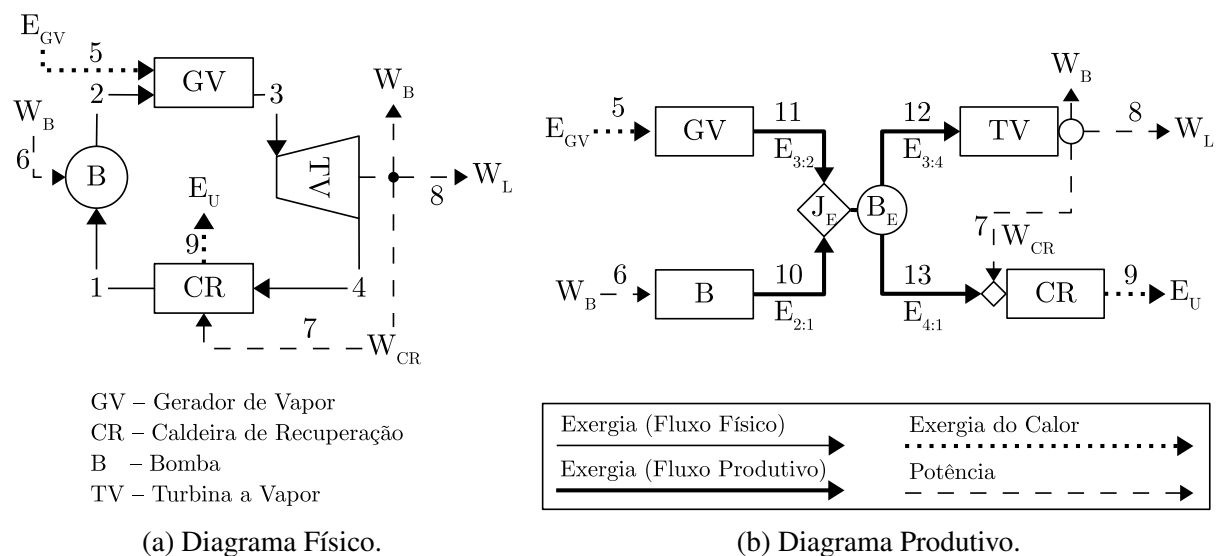 E_GV
5
GV
2
3
W_B
W_B
6
B
TV
W_L
8
E_U
9
1
CR
4
7
W_CR
GV – Gerador de Vapor
CR – Caldeira de Recuperação
B – Bomba
TV – Turbina a Vapor
(a) Diagrama Físico.
W_B
5
11
12
8
E_GV
GV
TV
W_L
E_3:2
E_3:4
J_E
B_E
7
W_CR
6
10
13
9
W_B
B
CR
E_U
E_2:1
E_4:1
Exergia (Fluxo Físico)
Exergia do Calor
Exergia (Fluxo Produtivo)
Potência
(b) Diagrama Produtivo.